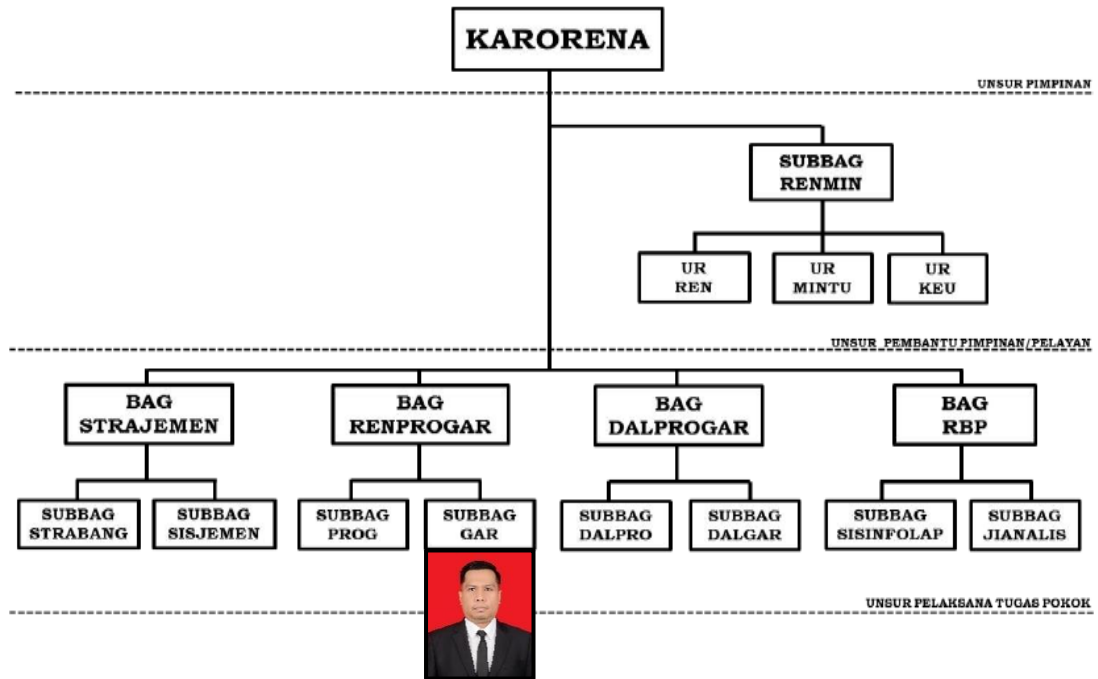 KARORENA
UNSUR PIMPINAN
SUBBAG
RENMIN
UR
REN
UR
MINTU
UR
KEU
UNSUR PEMBANTU PIMPINAN/PELAYAN
BAG
STRAJEMEN
BAG
RENPROGAR
BAG
DALPROGAR
BAG
RBP
SUBBAG
STRABANG
SUBBAG
SISJEMEN
SUBBAG
PROG
SUBBAG
GAR
SUBBAG
DALPRO
SUBBAG
DALGAR
SUBBAG
SISINFOLAP
SUBBAG
JIANALIS
UNSUR PELAKSANA TUGAS POKOK